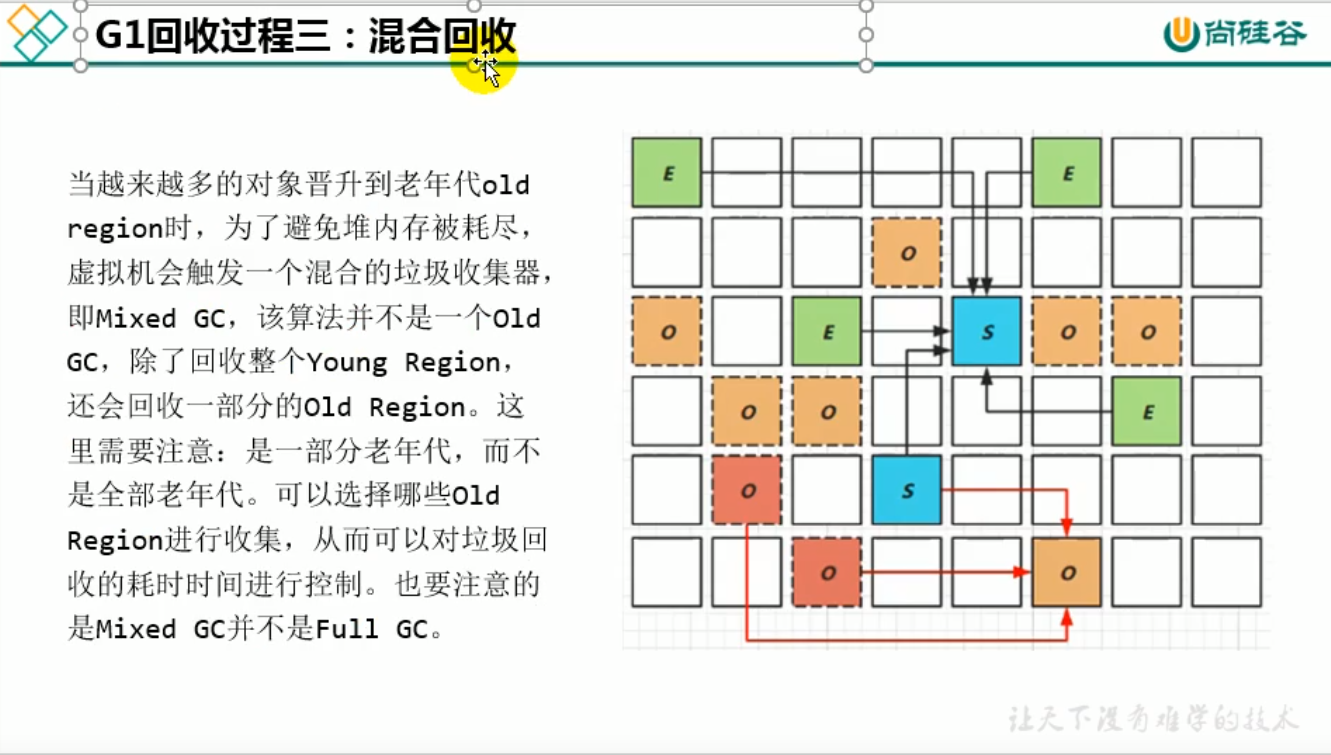 G1回收过程三：混合回收
尚硅谷
当越来越多的对象晋升到老年代old
region时，为了避免堆内存被耗尽，
虚拟机会触发一个混合的垃圾收集器，
即Mixed GC，该算法并不是一个Old
GC，除了回收整个Young Region，
还会回收一部分的Old Region。这
里需要注意：是一部分老年代，而不
是全部老年代。可以选择哪些Old
Region进行收集，从而可以对垃圾回
收的耗时时间进行控制。也要注意的
是Mixed GC并不是Full GC。
E E
O
O E S O O
O O E
O S
O O
让天下没有难学的技术